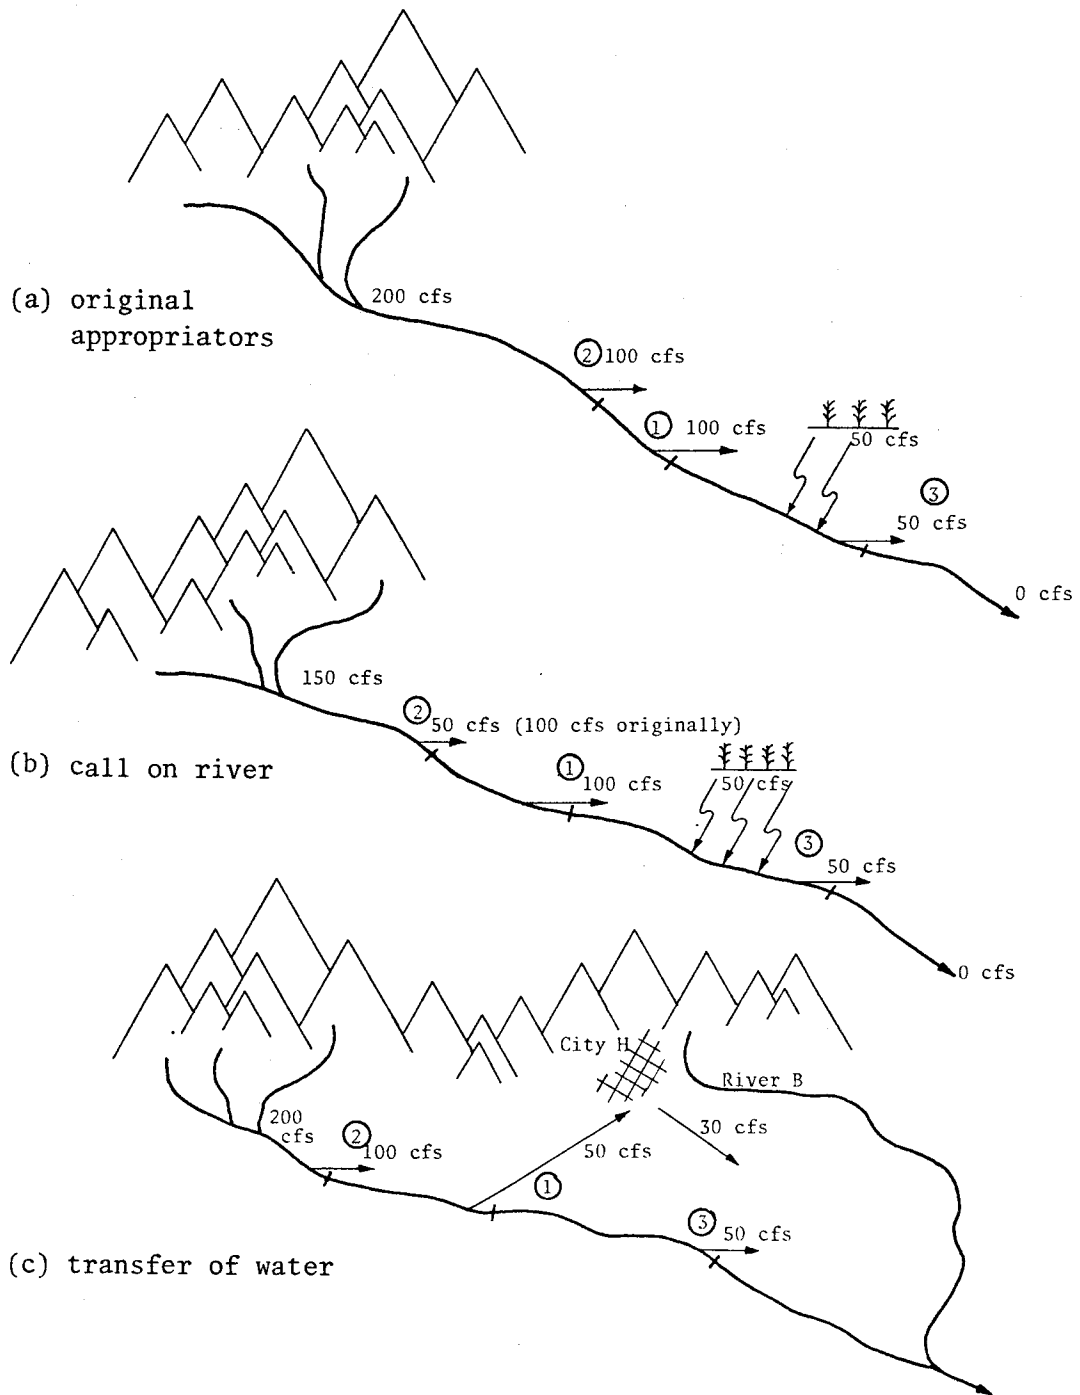 200 cfs
(a) original
appropriators
② 100 cfs
① 100 cfs
50 cfs
③
50 cfs
0 cfs
150 cfs
② 50 cfs (100 cfs originally)
(b) call on river
① 100 cfs
50 cfs
③
50 cfs
0 cfs
City H
River B
200
cfs
② 100 cfs
30 cfs
50 cfs
①
③ 50 cfs
(c) transfer of water